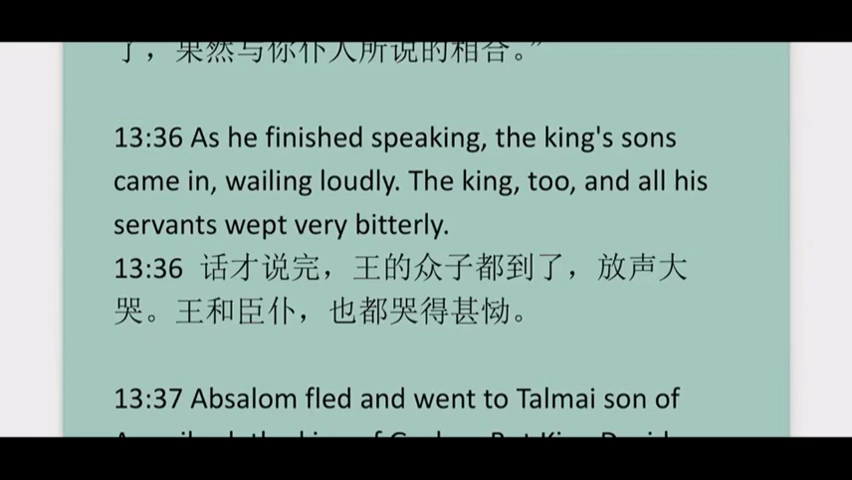 了，果然与你仆人所说的相合。”
13:36 As he finished speaking, the king's sons
came in, wailing loudly. The king, too, and all his
servants wept very bitterly.
13:36 话才说完，王的众子都到了，放声大
哭。王和臣仆，也都哭得甚恸。
13:37 Absalom fled and went to Talmai son of